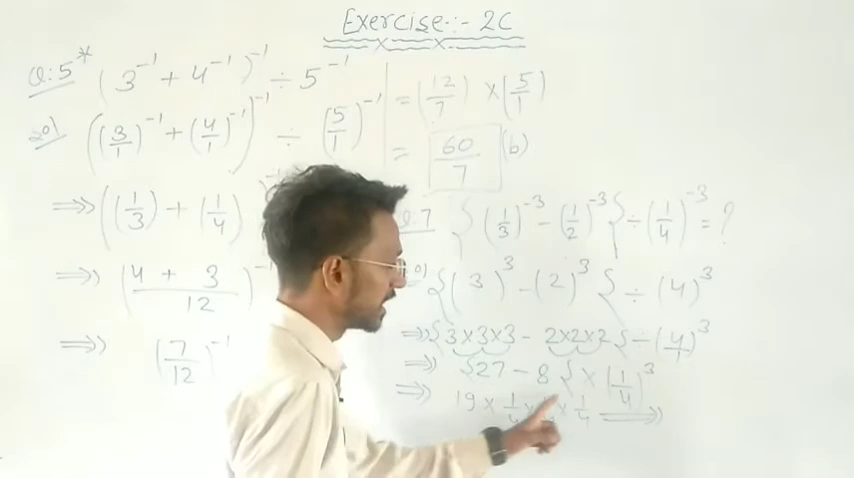 Exercise:- 2C
Q:5* (3⁻¹ + 4⁻¹)⁻¹ ÷ 5⁻¹
((3/1)⁻¹ + (4/1)⁻¹)⁻¹ ÷ (5/1)⁻¹
⇒ ((1/3) + (1/4)
⇒ (4 + 3 / 12)⁻¹
⇒ (7/12)⁻¹
= (12/7) × (5/1)
= 60/7 (b)
7 {(1/3)⁻³ - (1/2)⁻³} ÷ (1/4)⁻³ = ?
{(3)³ - (2)³} ÷ (4)³
⇒ {3×3×3 - 2×2×2} ÷ (4/1)³
⇒ {27 - 8} × (1/4)³
⇒ 19 × 1/4 × × 1/4 ⇒